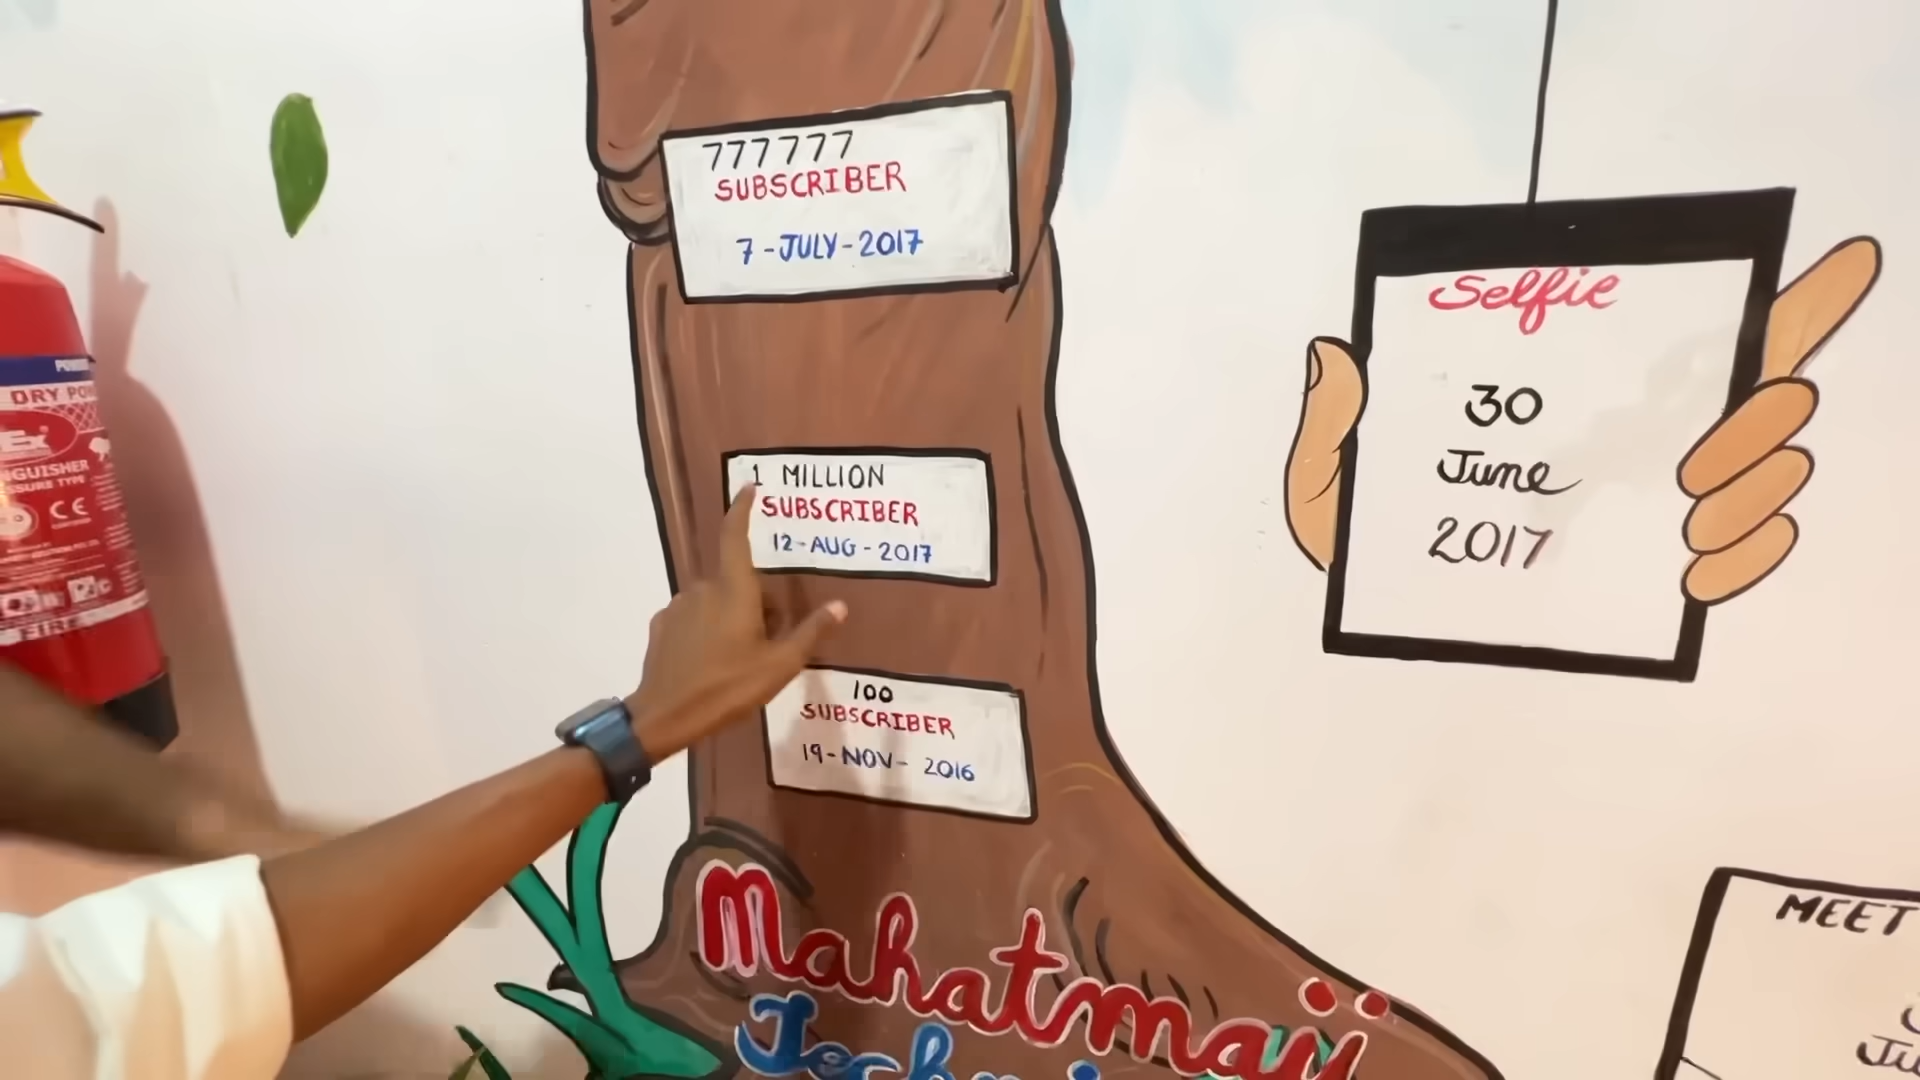 777777
SUBSCRIBER
7-JULY-2017
1 MILLION
SUBSCRIBER
12-AUG-2017
100
SUBSCRIBER
19-NOV-2016
Mahatmaji
Selfie
30
June
2017
MEET
DRY
FIRE
CE